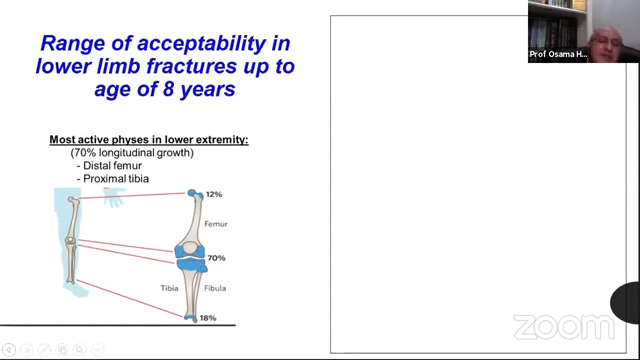 Range of acceptability in
lower limb fractures up to
age of 8 years
Most active physes in lower extremity:
(70% longitudinal growth)
- Distal femur
- Proximal tibia
12%
Femur
70%
Tibia
Fibula
18%
Prof Osama H...
zoom